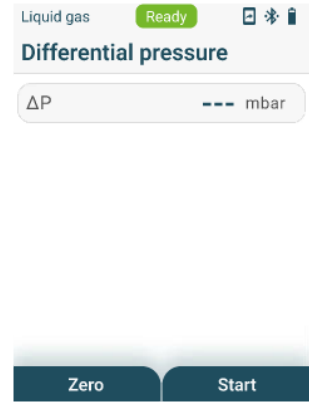 Liquid gas Ready
Differential pressure
ΔP --- mbar
Zero Start